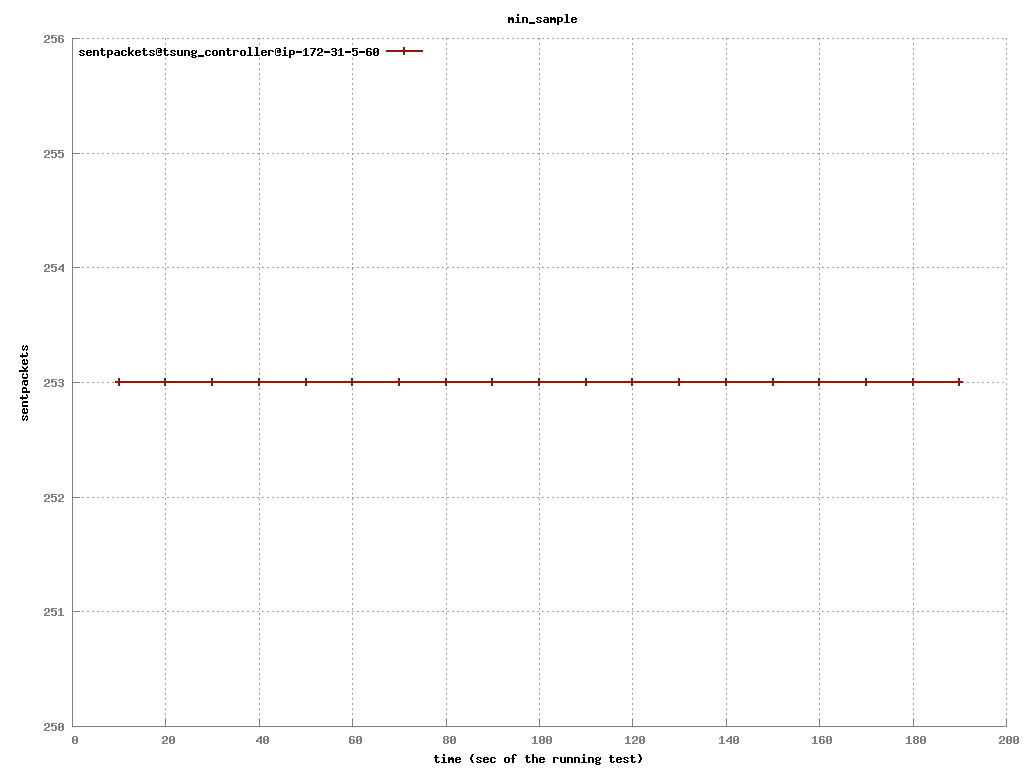 min_sample
256
sentpackets@tsung_controller@ip-172-31-5-60
255
254
253
252
251
250
sentpackets
0 20 40 60 80 100 120 140 160 180 200
time (sec of the running test)